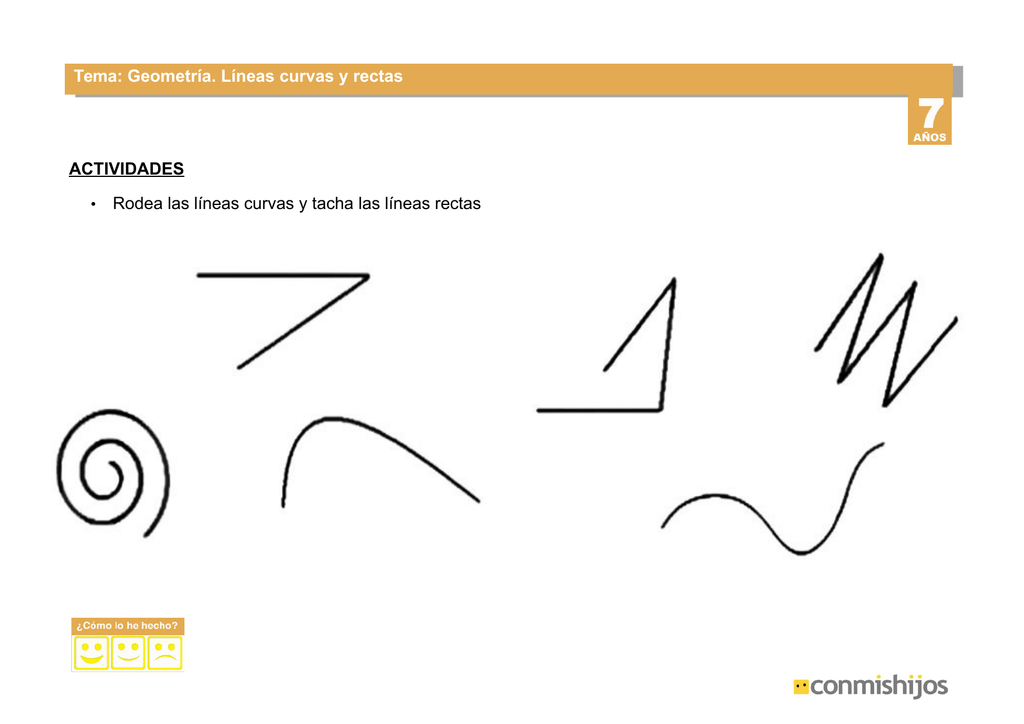 Tema: Geometría. Líneas curvas y rectas
7
AÑOS
ACTIVIDADES
• Rodea las líneas curvas y tacha las líneas rectas
¿Cómo lo he hecho?
conmishijos